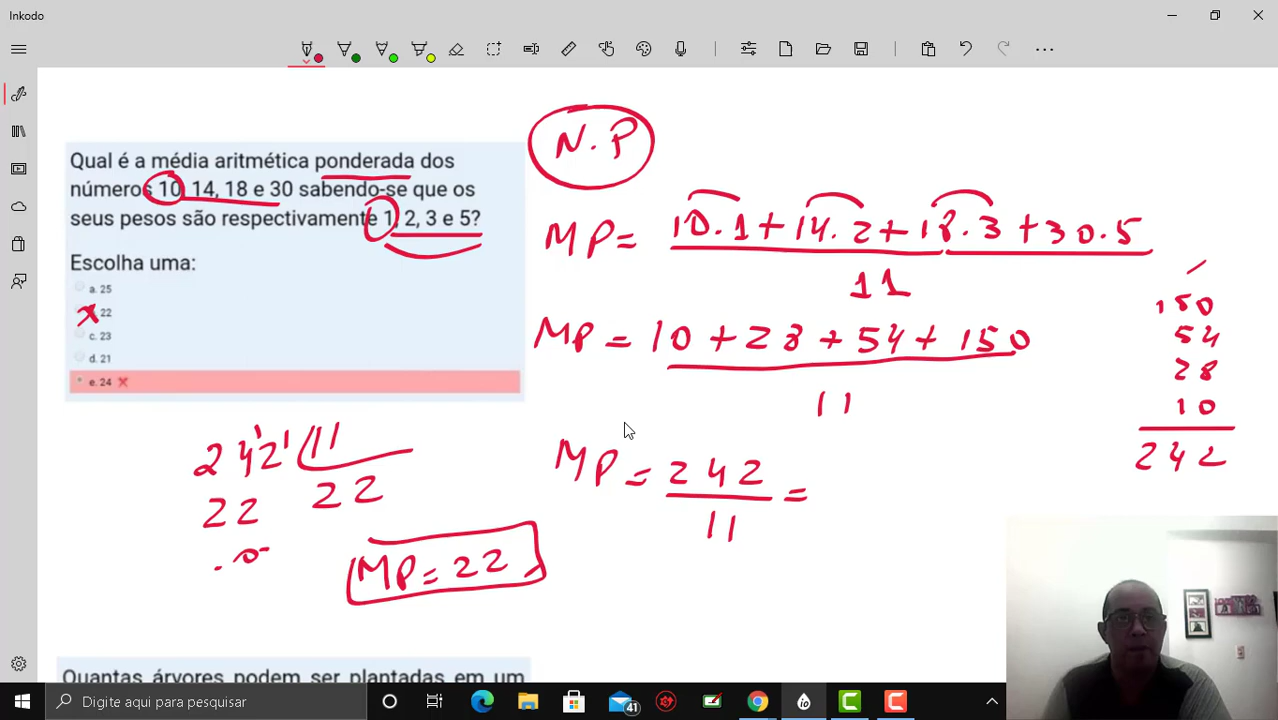 Inkodo
Qual é a média aritmética ponderada dos
números 10, 14, 18 e 30 sabendo-se que os
seus pesos são respectivamente 1, 2, 3 e 5?
Escolha uma:
a. 25
22
c. 23
d. 21
e. 24
N.P
MP= 10.1+14.2+18.3+30.5
11
MP= 10+28+54+150
11
MP= 242 =
11
150
54
28
10
242
242 11
22 22
.0
MP=22
Quantas árvores podem ser plantadas em um
Digite aqui para pesquisar
41